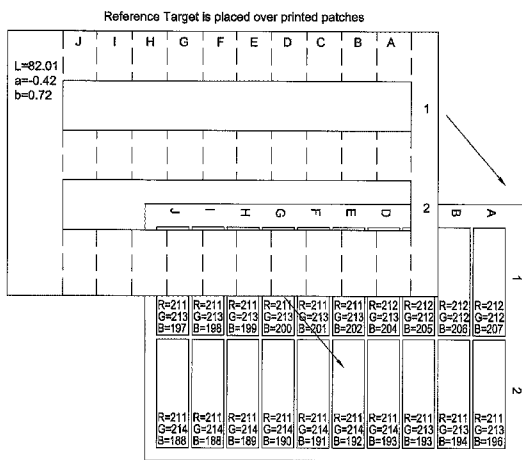 Reference Target is placed over printed patches
J I H G F E D C B A
L=82.01
a=-0.42
b=0.72
1
2
J I H G F E D B A
1
R=211 R=211 R=211 R=211 R=211 R=211 R=212 R=212 R=212 R=212
G=213 G=213 G=213 G=213 G=213 G=213 G=213 G=212 G=212 G=212
B=197 B=198 B=199 B=200 B=201 B=202 B=204 B=205 B=206 B=207
2
R=211 R=211 R=211 R=211 R=211 R=211 R=211 R=211 R=211 R=211
G=214 G=214 G=214 G=214 G=214 G=214 G=214 G=213 G=213 G=213
B=188 B=188 B=189 B=190 B=191 B=192 B=193 B=193 B=194 B=196